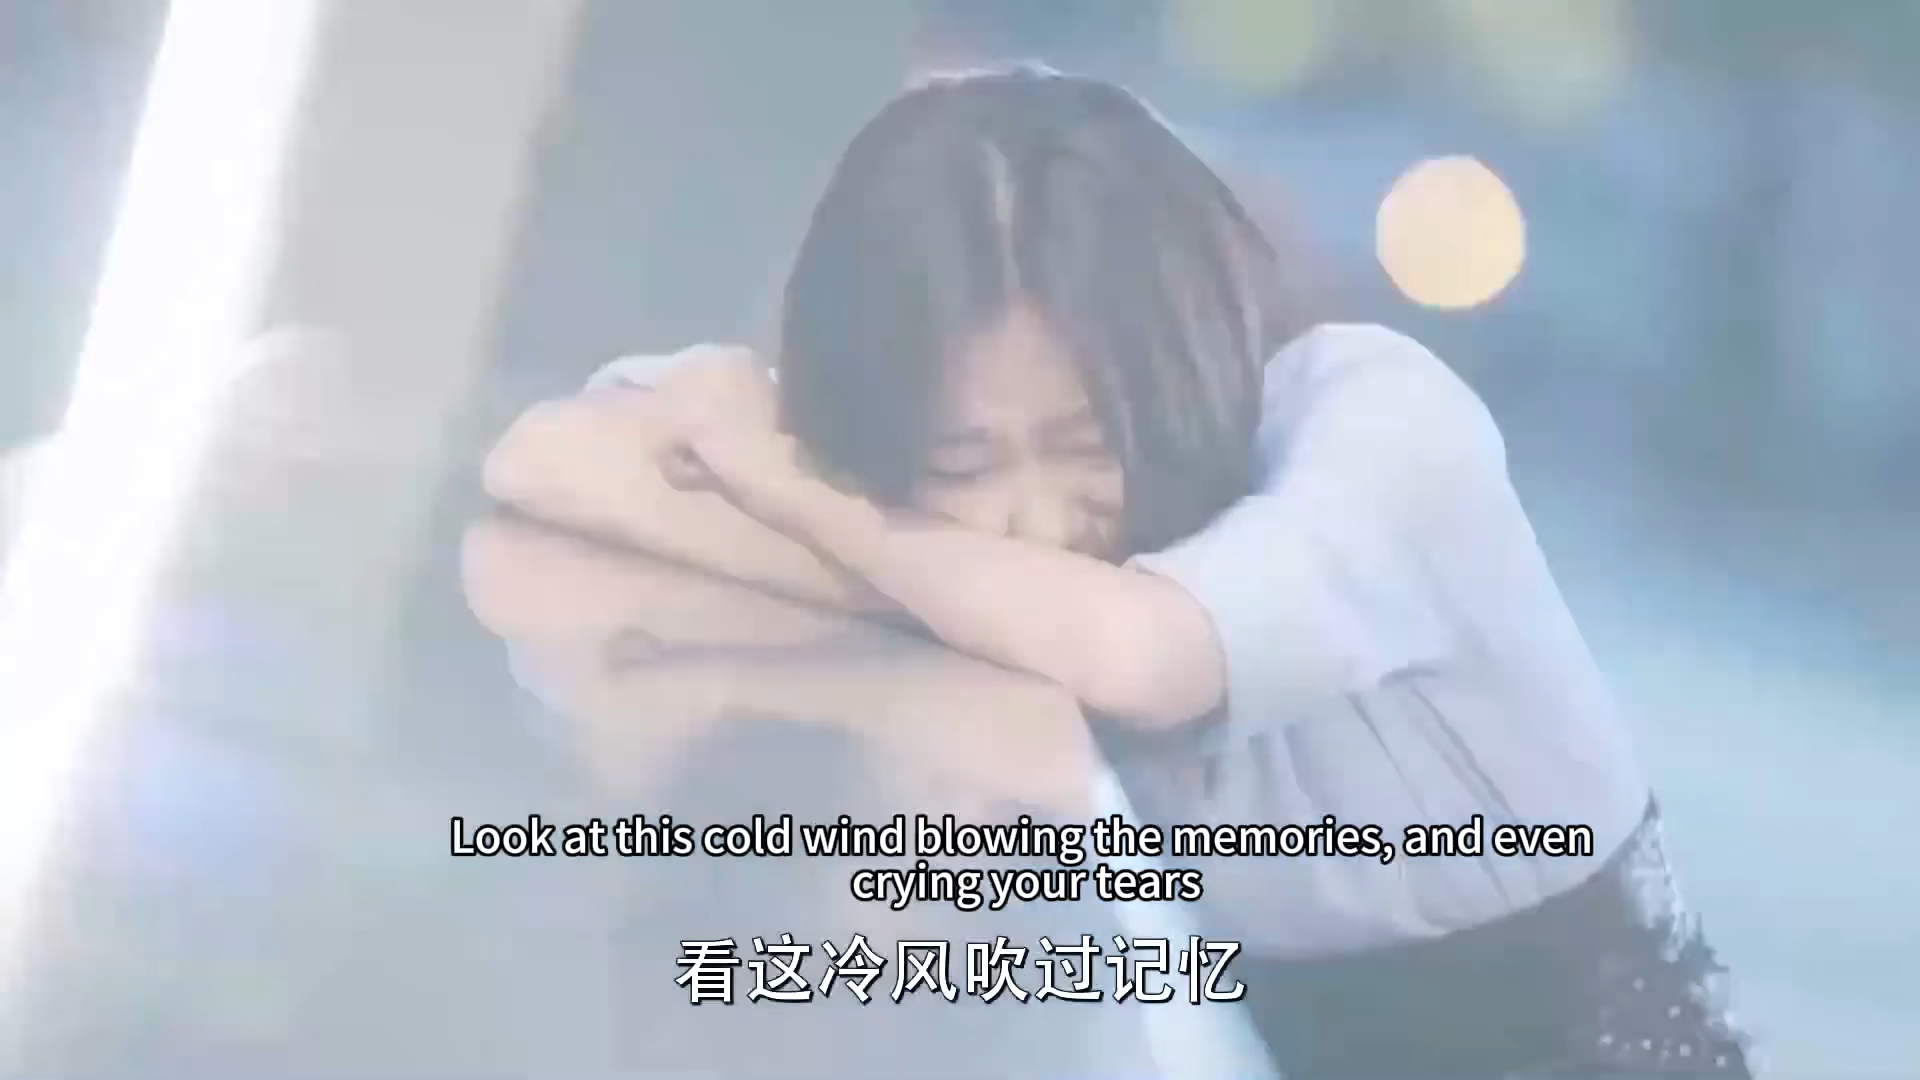 Look at this cold wind blowing the memories, and even
crying your tears
看这冷风吹过记忆